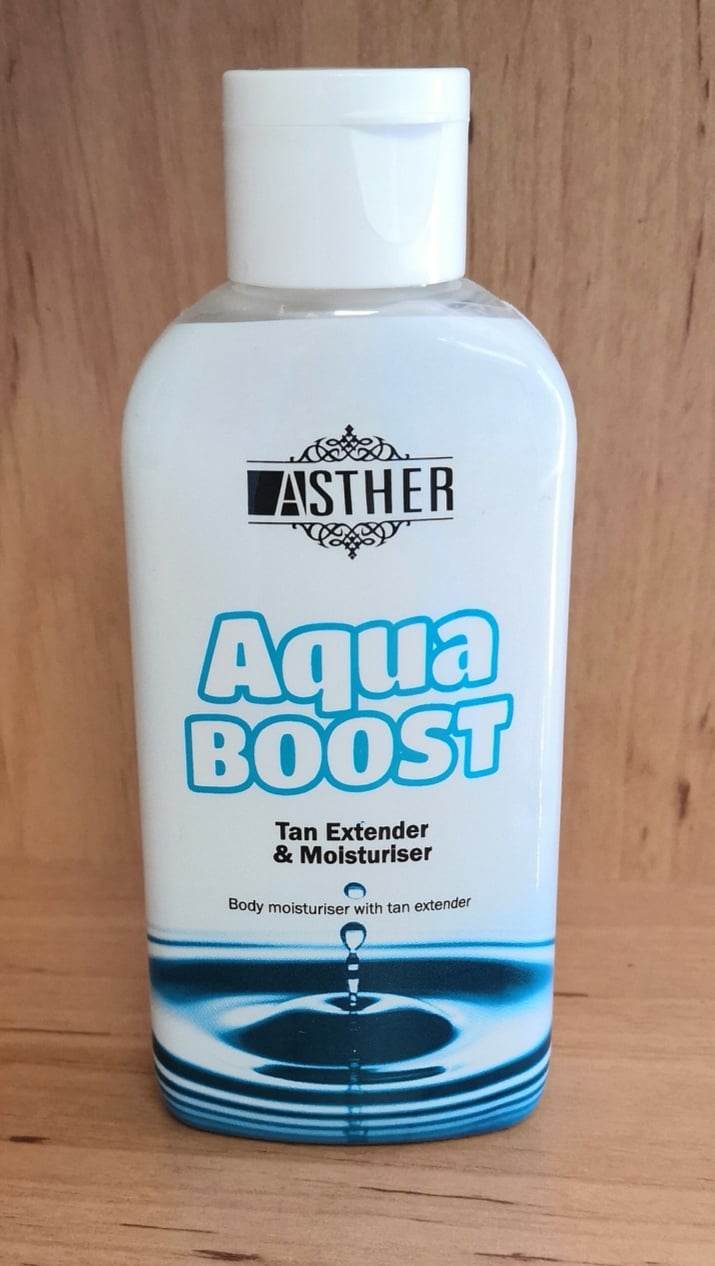 ASTHER
Aqua
BOOST
Tan Extender
& Moisturiser
Body moisturiser with tan extender